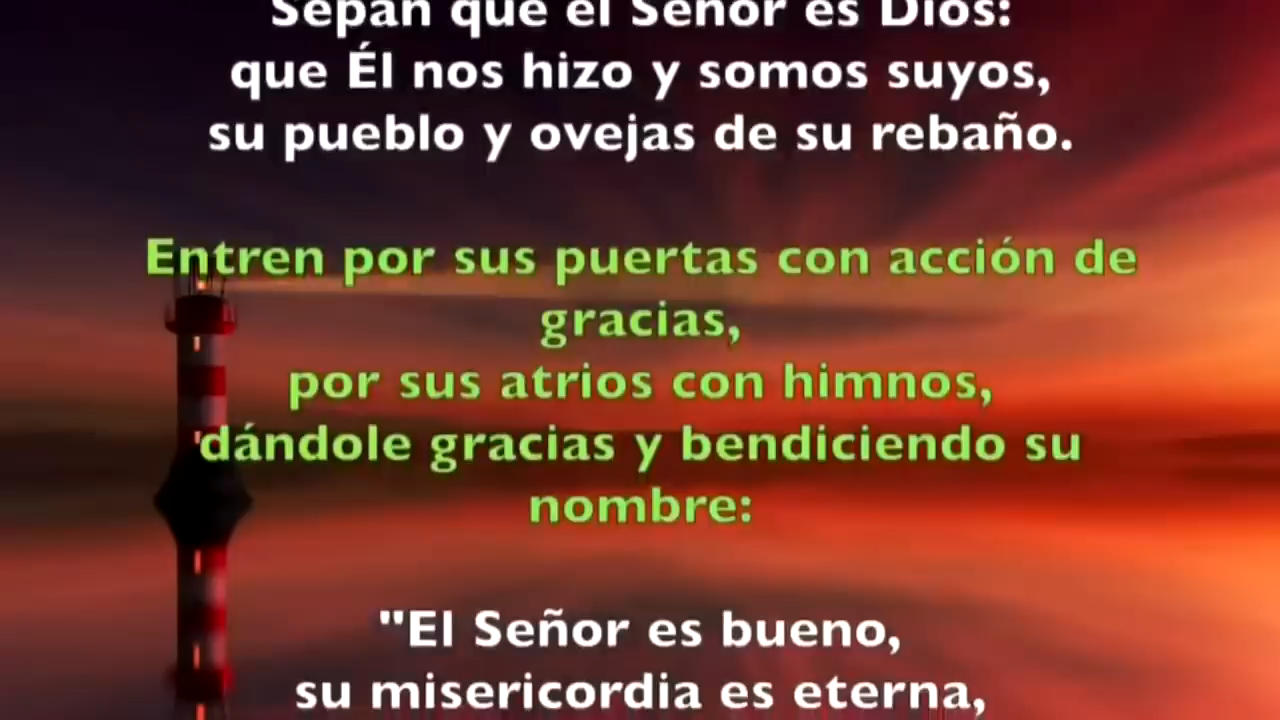 Sepan que el Señor es Dios:
que Él nos hizo y somos suyos,
su pueblo y ovejas de su rebaño.
Entren por sus puertas con acción de
gracias,
por sus atrios con himnos,
dándole gracias y bendiciendo su
nombre:
"El Señor es bueno,
su misericordia es eterna,